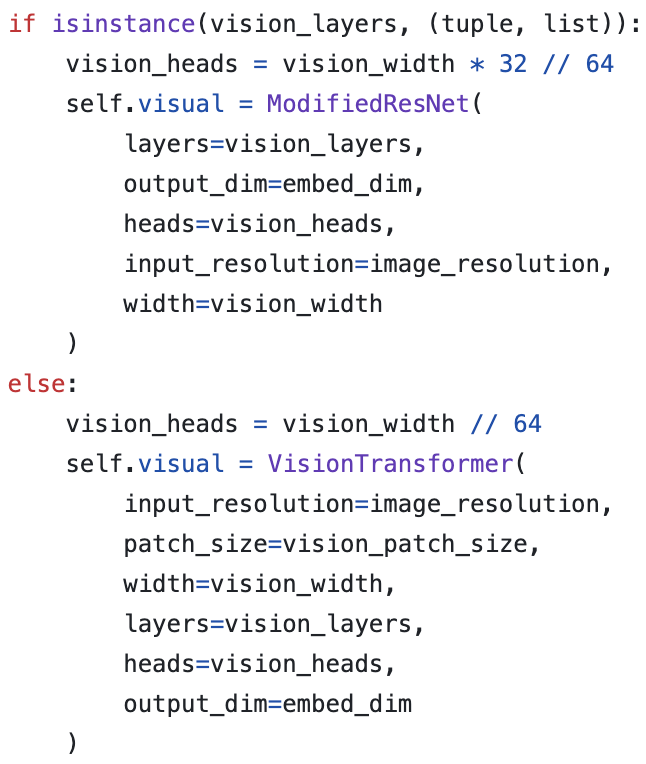 if isinstance(vision_layers, (tuple, list)):
    vision_heads = vision_width * 32 // 64
    self.visual = ModifiedResNet(
        layers=vision_layers,
        output_dim=embed_dim,
        heads=vision_heads,
        input_resolution=image_resolution,
        width=vision_width
    )
else:
    vision_heads = vision_width // 64
    self.visual = VisionTransformer(
        input_resolution=image_resolution,
        patch_size=vision_patch_size,
        width=vision_width,
        layers=vision_layers,
        heads=vision_heads,
        output_dim=embed_dim
    )